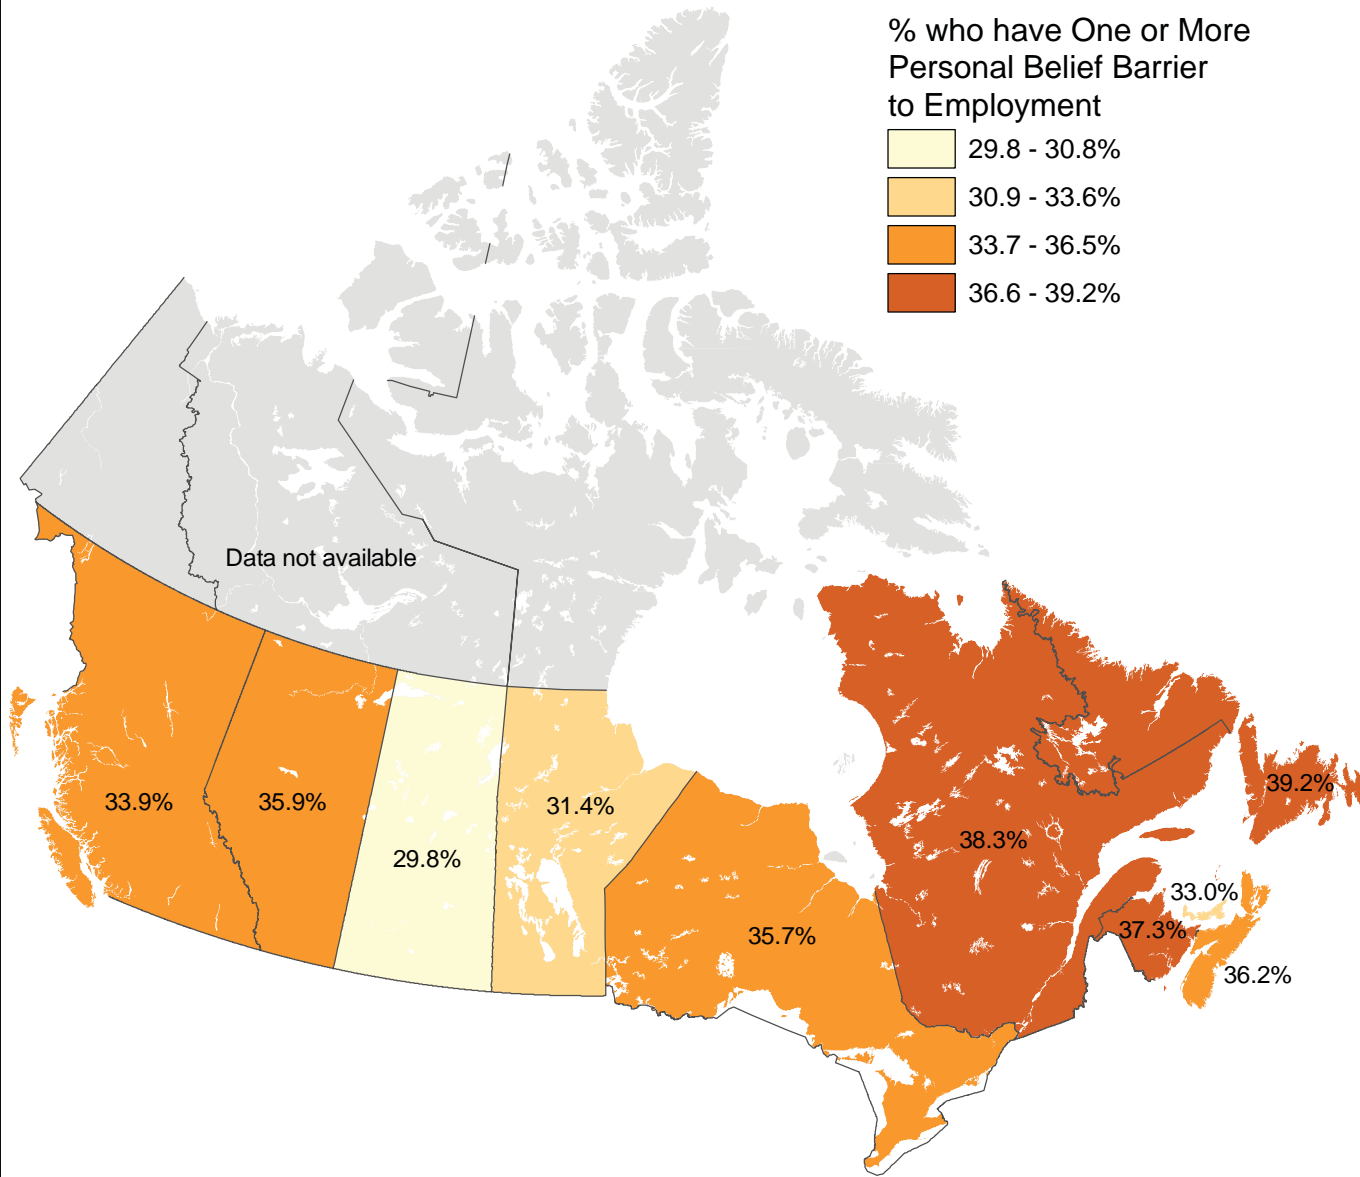 % who have One or More
Personal Belief Barrier
to Employment
29.8 - 30.8%
30.9 - 33.6%
33.7 - 36.5%
36.6 - 39.2%
Data not available
33.9%
35.9%
29.8%
31.4%
35.7%
38.3%
39.2%
33.0%
37.3%
36.2%